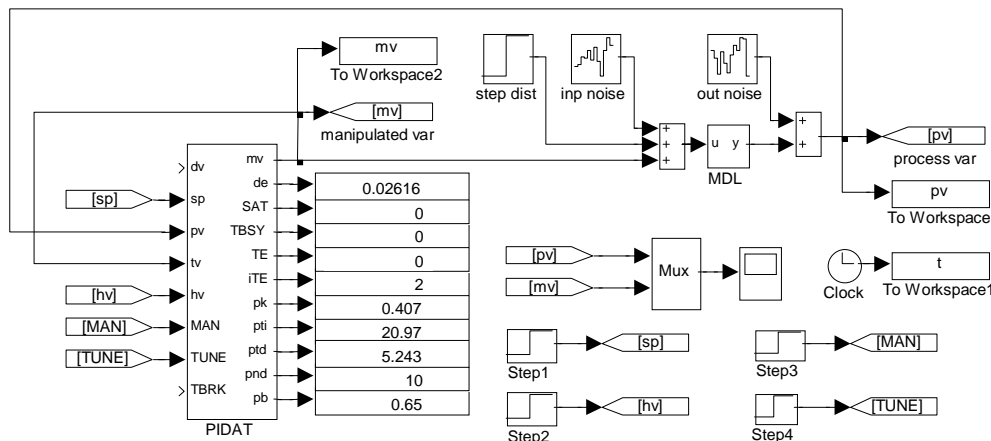 mv
To Workspace2
[mv]
manipulated var
step dist
inp noise
out noise
+
+
+
u y
MDL
+
+
[pv]
process var
pv
To Workspace
dv
sp
pv
tv
hv
MAN
TUNE
TBRK
mv
de
SAT
TBSY
TE
iTE
pk
pti
ptd
pnd
pb
PIDAT
[sp]
[hv]
[MAN]
[TUNE]
0.02616
0
0
0
2
0.407
20.97
5.243
10
0.65
[pv]
[mv]
Mux
Clock
t
To Workspace1
Step1
[sp]
Step3
[MAN]
Step2
[hv]
Step4
[TUNE]